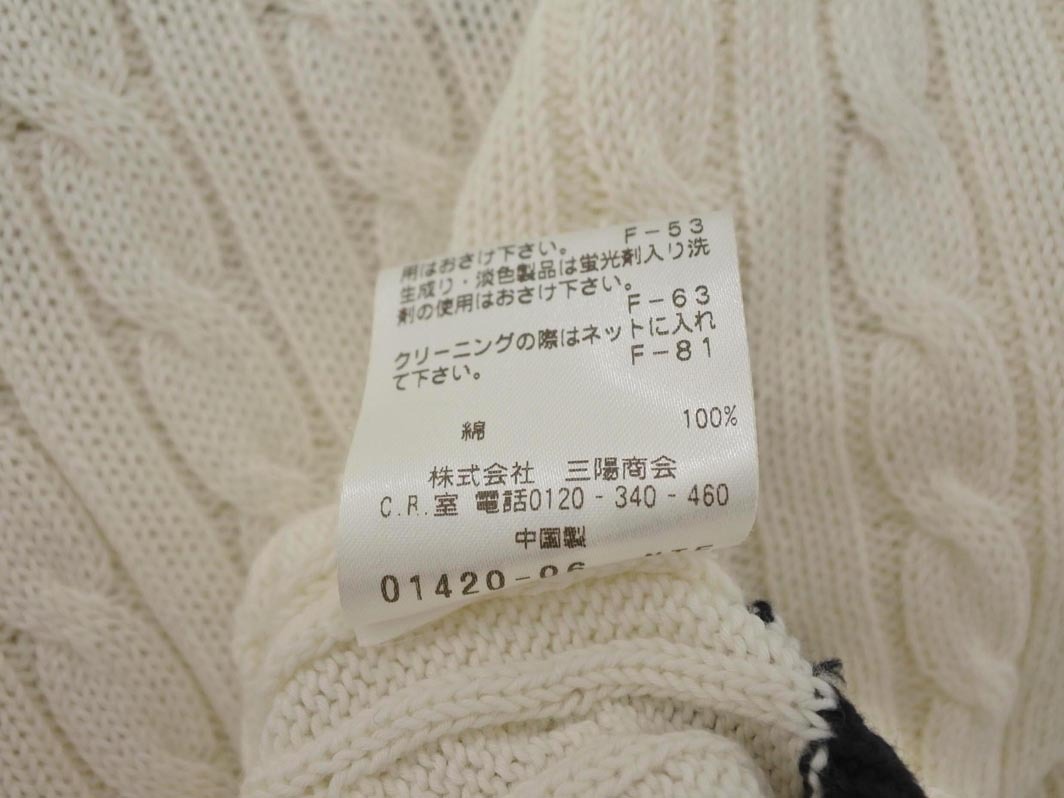 用はおさけ下さい。 F-53
生成り・淡色製品は蛍光剤入り洗
剤の使用はおさけ下さい。
F-63
クリーニングの際はネットに入れ
て下さい。 F-81
綿 100%
株式会社 三陽商会
C.R.室 電話0120-340-460
中国製
01420-